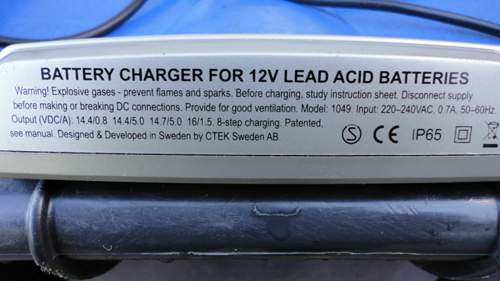 BATTERY CHARGER FOR 12V LEAD ACID BATTERIES
Warning! Explosive gases - prevent flames and sparks. Before charging, study instruction sheet. Disconnect supply
before making or breaking DC connections. Provide for good ventilation. Model: 1049. Input: 220–240VAC, 0.7A, 50–60Hz.
Output (VDC/A): 14.4/0.8 14.4/5.0 14.7/5.0 16/1.5. 8-step charging. Patented,
see manual. Designed & Developed in Sweden by CTEK Sweden AB.
S CE IP65